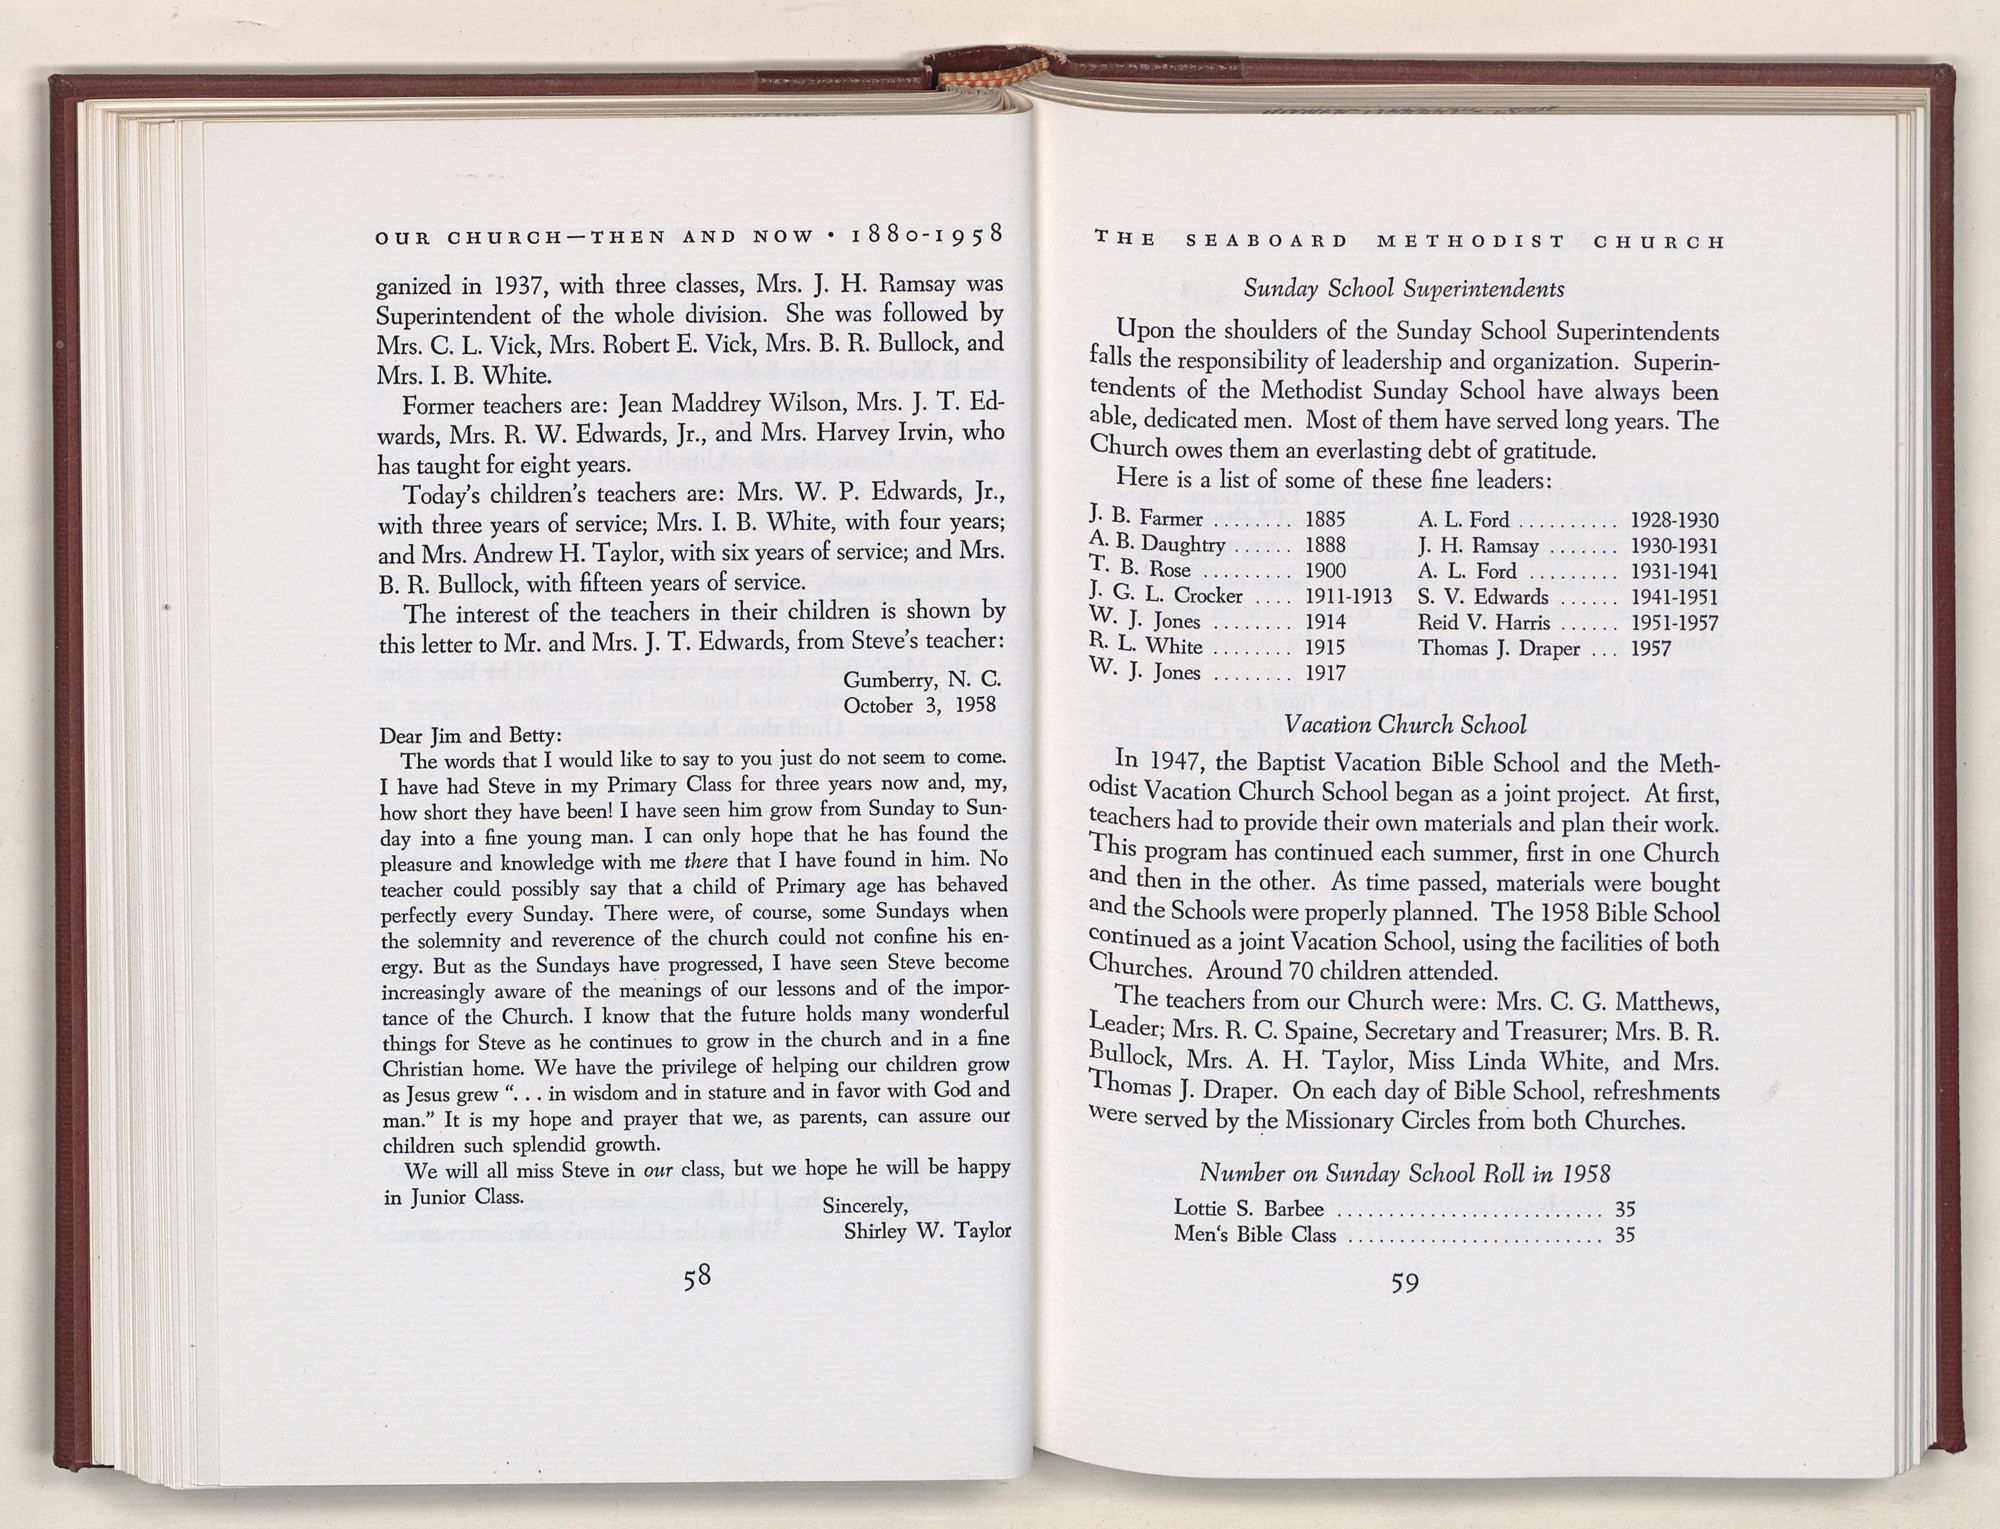 OUR CHURCH—THEN AND NOW • 1880-1958
ganized in 1937, with three classes, Mrs. J. H. Ramsay was
Superintendent of the whole division. She was followed by
Mrs. C. L. Vick, Mrs. Robert E. Vick, Mrs. B. R. Bullock, and
Mrs. I. B. White.
Former teachers are: Jean Maddrey Wilson, Mrs. J. T. Ed-
wards, Mrs. R. W. Edwards, Jr., and Mrs. Harvey Irvin, who
has taught for eight years.
Today's children's teachers are: Mrs. W. P. Edwards, Jr.,
with three years of service; Mrs. I. B. White, with four years;
and Mrs. Andrew H. Taylor, with six years of service; and Mrs.
B. R. Bullock, with fifteen years of service.
The interest of the teachers in their children is shown by
this letter to Mr. and Mrs. J. T. Edwards, from Steve's teacher:
Gumberry, N. C.
October 3, 1958
Dear Jim and Betty:
The words that I would like to say to you just do not seem to come.
I have had Steve in my Primary Class for three years now and, my,
how short they have been! I have seen him grow from Sunday to Sun-
day into a fine young man. I can only hope that he has found the
pleasure and knowledge with me there that I have found in him. No
teacher could possibly say that a child of Primary age has behaved
perfectly every Sunday. There were, of course, some Sundays when
the solemnity and reverence of the church could not confine his en-
ergy. But as the Sundays have progressed, I have seen Steve become
increasingly aware of the meanings of our lessons and of the impor-
tance of the Church. I know that the future holds many wonderful
things for Steve as he continues to grow in the church and in a fine
Christian home. We have the privilege of helping our children grow
as Jesus grew “. . . in wisdom and in stature and in favor with God and
man.” It is my hope and prayer that we, as parents, can assure our
children such splendid growth.
We will all miss Steve in our class, but we hope he will be happy
in Junior Class.
Sincerely,
Shirley W. Taylor
58
THE SEABOARD METHODIST CHURCH
Sunday School Superintendents
Upon the shoulders of the Sunday School Superintendents
falls the responsibility of leadership and organization. Superin-
tendents of the Methodist Sunday School have always been
able, dedicated men. Most of them have served long years. The
Church owes them an everlasting debt of gratitude.
Here is a list of some of these fine leaders:
J. B. Farmer ........ 1885 A. L. Ford .......... 1928-1930
A. B. Daughtry ...... 1888 J. H. Ramsay ....... 1930-1931
T. B. Rose ......... 1900 A. L. Ford ......... 1931-1941
J. G. L. Crocker .... 1911-1913 S. V. Edwards ...... 1941-1951
W. J. Jones ........ 1914 Reid V. Harris ...... 1951-1957
R. L. White ........ 1915 Thomas J. Draper ... 1957
W. J. Jones ........ 1917
Vacation Church School
In 1947, the Baptist Vacation Bible School and the Meth-
odist Vacation Church School began as a joint project. At first,
teachers had to provide their own materials and plan their work.
This program has continued each summer, first in one Church
and then in the other. As time passed, materials were bought
and the Schools were properly planned. The 1958 Bible School
continued as a joint Vacation School, using the facilities of both
Churches. Around 70 children attended.
The teachers from our Church were: Mrs. C. G. Matthews,
Leader; Mrs. R. C. Spaine, Secretary and Treasurer; Mrs. B. R.
Bullock, Mrs. A. H. Taylor, Miss Linda White, and Mrs.
Thomas J. Draper. On each day of Bible School, refreshments
were served by the Missionary Circles from both Churches.
Number on Sunday School Roll in 1958
Lottie S. Barbee .......................... 35
Men's Bible Class ......................... 35
59